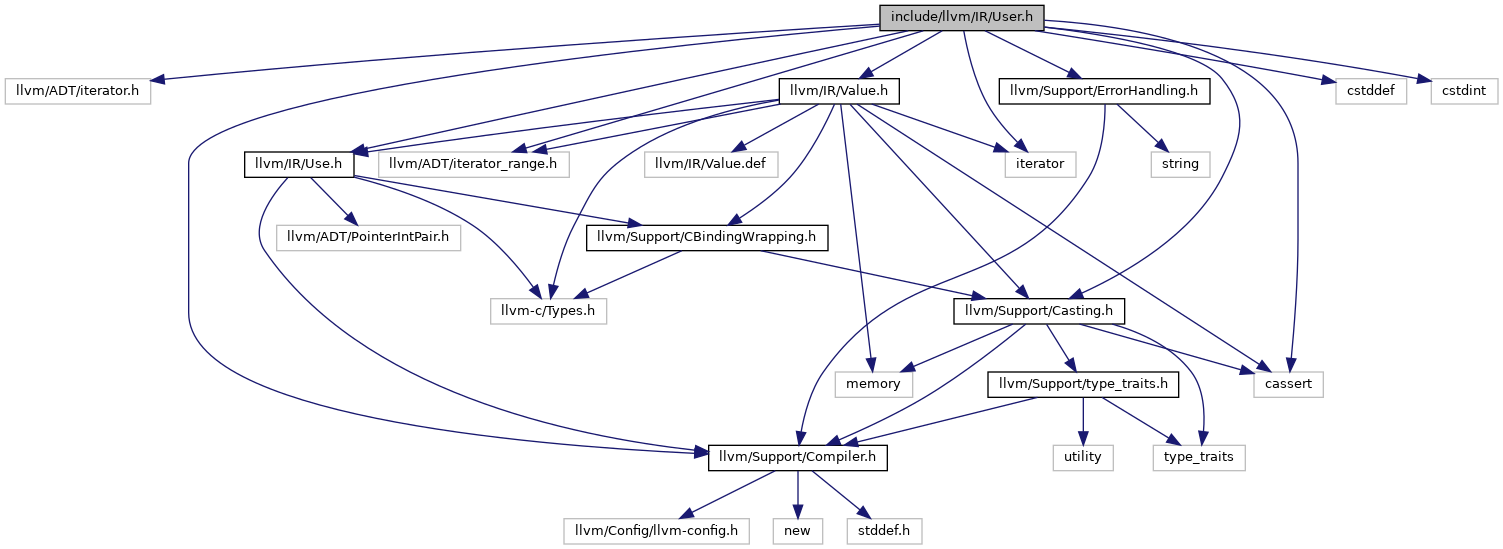 include/llvm/IR/User.h
llvm/ADT/iterator.h
llvm/IR/Value.h
llvm/Support/ErrorHandling.h
cstddef
cstdint
llvm/IR/Use.h
llvm/ADT/iterator_range.h
llvm/IR/Value.def
iterator
string
llvm/ADT/PointerIntPair.h
llvm/Support/CBindingWrapping.h
llvm-c/Types.h
llvm/Support/Casting.h
memory
llvm/Support/type_traits.h
cassert
llvm/Support/Compiler.h
utility
type_traits
llvm/Config/llvm-config.h
new
stddef.h